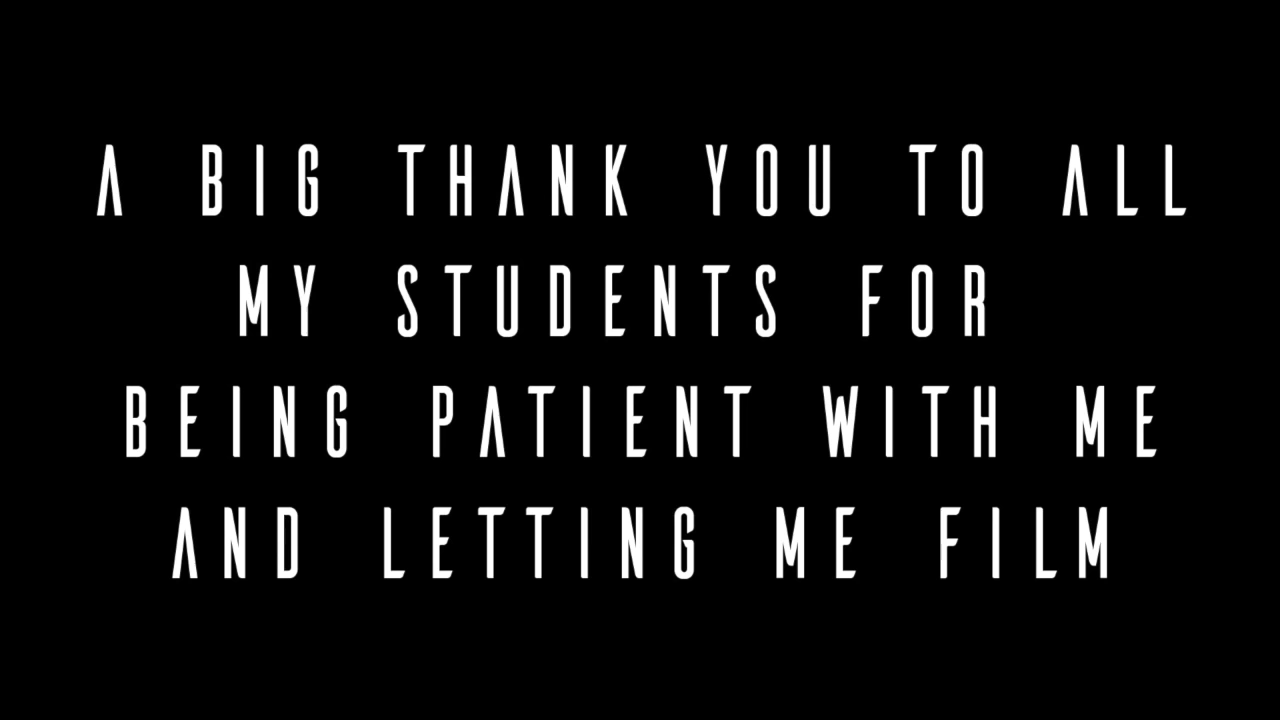 A BIG THANK YOU TO ALL
MY STUDENTS FOR
BEING PATIENT WITH ME
AND LETTING ME FILM